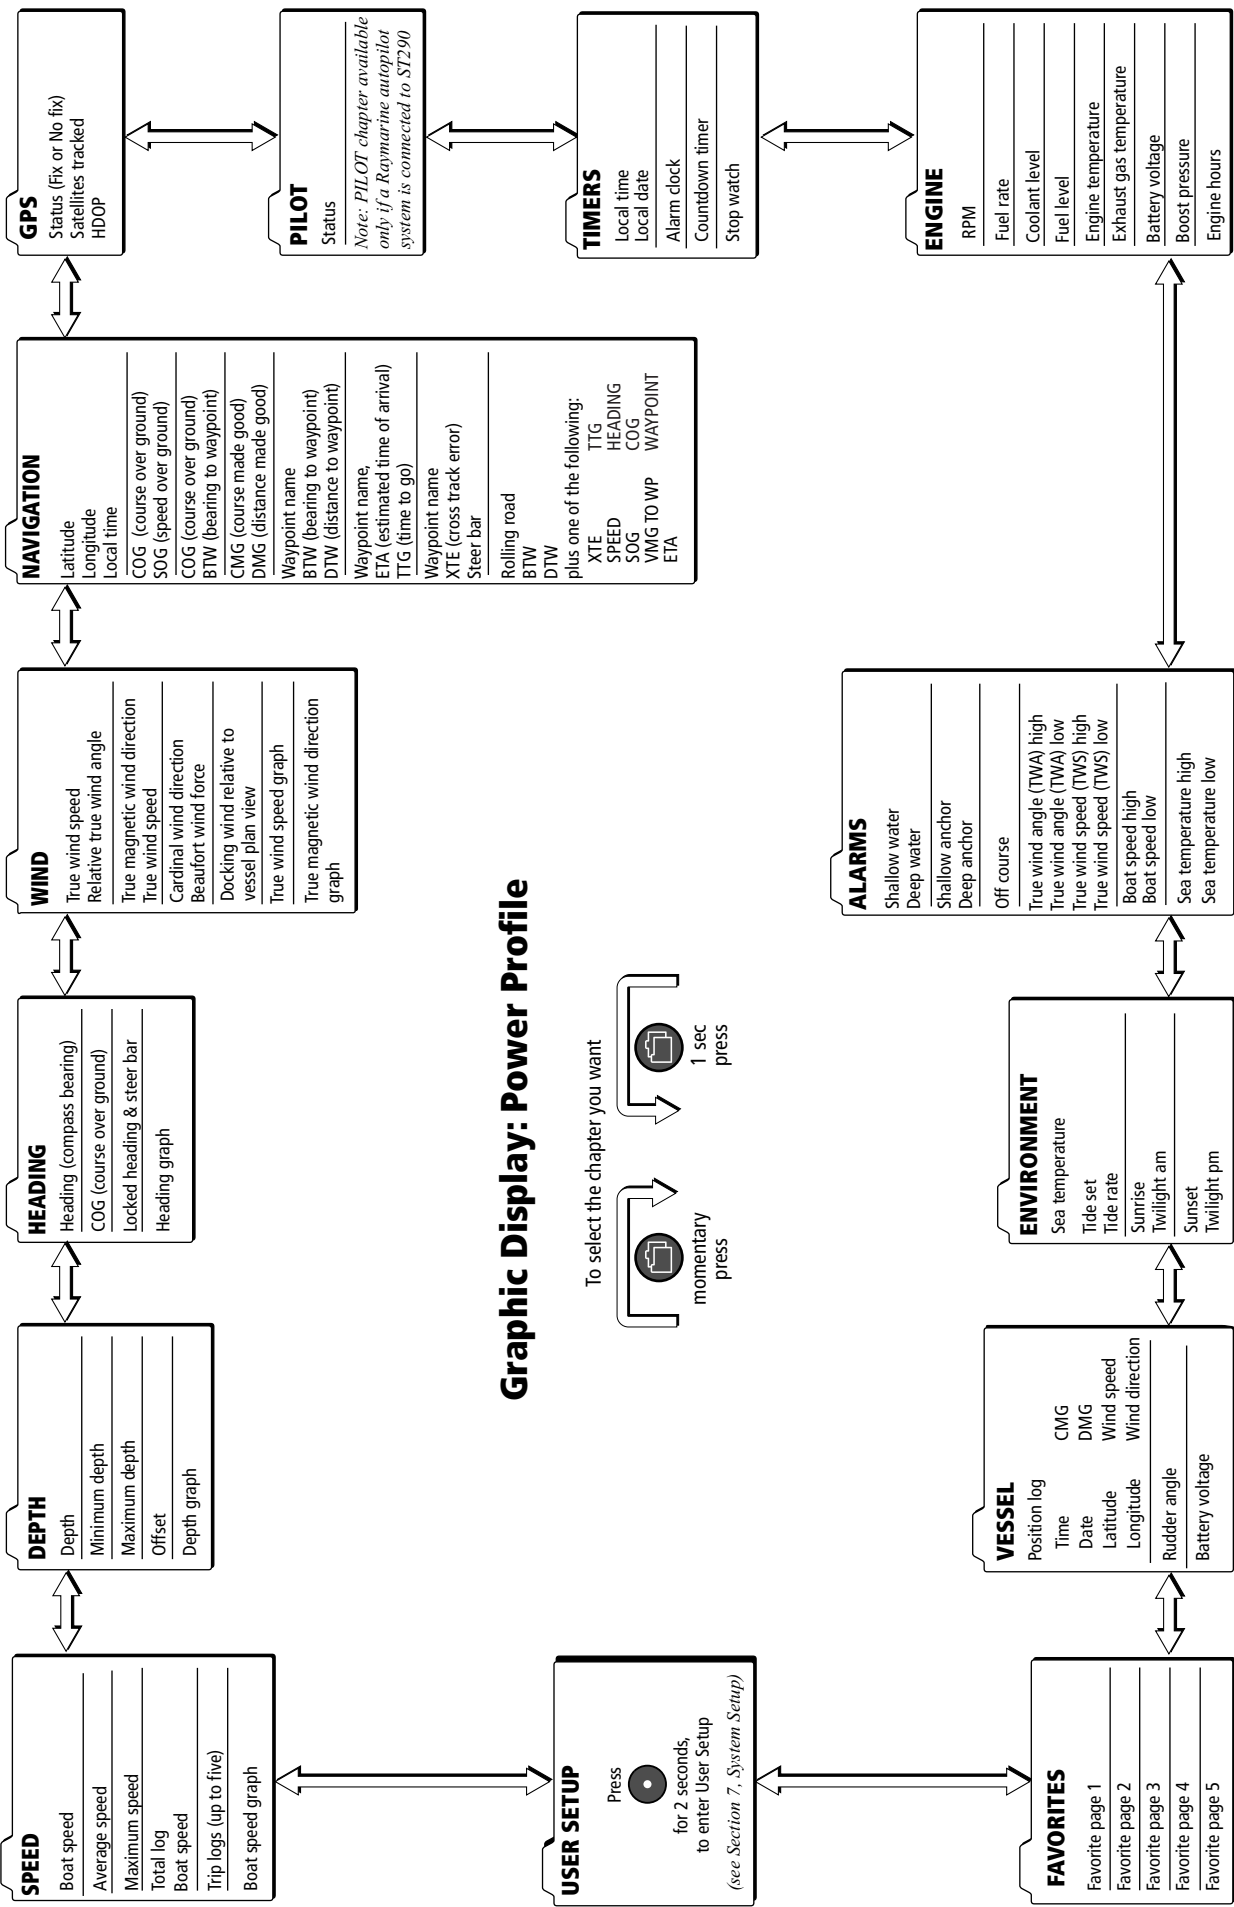 SPEED
Boat speed
Average speed
Maximum speed
Total log
Boat speed
Trip logs (up to five)
Boat speed graph
DEPTH
Depth
Minimum depth
Maximum depth
Offset
Depth graph
HEADING
Heading (compass bearing)
COG (course over ground)
Locked heading & steer bar
Heading graph
WIND
True wind speed
Relative true wind angle
True magnetic wind direction
True wind speed
Cardinal wind direction
Beaufort wind force
Docking wind relative to
vessel plan view
True wind speed graph
True magnetic wind direction
graph
NAVIGATION
Latitude
Longitude
Local time
COG (course over ground)
SOG (speed over ground)
COG (course over ground)
BTW (bearing to waypoint)
CMG (course made good)
DMG (distance made good)
Waypoint name
BTW (bearing to waypoint)
DTW (distance to waypoint)
Waypoint name,
ETA (estimated time of arrival)
TTG (time to go)
Waypoint name
XTE (cross track error)
Steer bar
Rolling road
BTW
DTW
plus one of the following:
XTE TTG
SPEED HEADING
SOG COG
VMG TO WP WAYPOINT
ETA
GPS
Status (Fix or No fix)
Satellites tracked
HDOP
PILOT
Status
Note: PILOT chapter available
only if a Raymarine autopilot
system is connected to ST290
TIMERS
Local time
Local date
Alarm clock
Countdown timer
Stop watch
ENGINE
RPM
Fuel rate
Coolant level
Fuel level
Engine temperature
Exhaust gas temperature
Battery voltage
Boost pressure
Engine hours
Graphic Display: Power Profile
To select the chapter you want
momentary
press
1 sec
press
USER SETUP
Press
for 2 seconds,
to enter User Setup
(see Section 7, System Setup)
FAVORITES
Favorite page 1
Favorite page 2
Favorite page 3
Favorite page 4
Favorite page 5
VESSEL
Position log
Time CMG
Date DMG
Latitude Wind speed
Longitude Wind direction
Rudder angle
Battery voltage
ENVIRONMENT
Sea temperature
Tide set
Tide rate
Sunrise
Twilight am
Sunset
Twilight pm
ALARMS
Shallow water
Deep water
Shallow anchor
Deep anchor
Off course
True wind angle (TWA) high
True wind angle (TWA) low
True wind speed (TWS) high
True wind speed (TWS) low
Boat speed high
Boat speed low
Sea temperature high
Sea temperature low